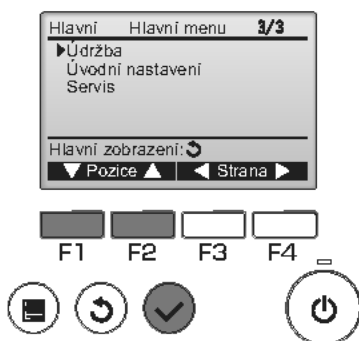 Hlavní Hlavní menu 3/3
▶Údržba
Úvodní nastavení
Servis
Hlavní zobrazení:
▼ Pozice ▲ ◀ Strana ▶
F1 F2 F3 F4